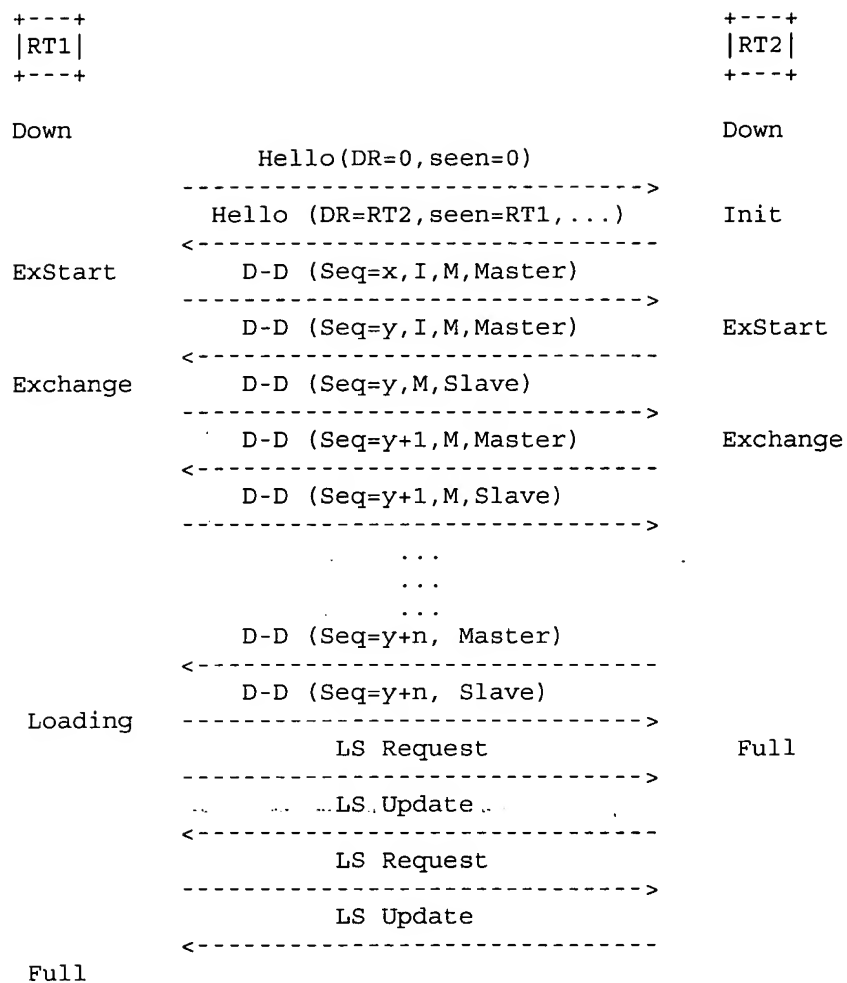 +---+ +---+
|RT1| |RT2|
+---+ +---+
Down Down
Hello(DR=0,seen=0)
------------------------------>
Hello (DR=RT2,seen=RT1,...) Init
<------------------------------
ExStart D-D (Seq=x,I,M,Master)
------------------------------>
D-D (Seq=y,I,M,Master) ExStart
<------------------------------
Exchange D-D (Seq=y,M,Slave)
------------------------------>
D-D (Seq=y+1,M,Master) Exchange
<------------------------------
D-D (Seq=y+1,M,Slave)
------------------------------>
...
...
...
D-D (Seq=y+n, Master)
<------------------------------
D-D (Seq=y+n, Slave)
Loading ------------------------------>
LS Request Full
------------------------------>
LS Update
<------------------------------
LS Request
------------------------------>
LS Update
<------------------------------
Full